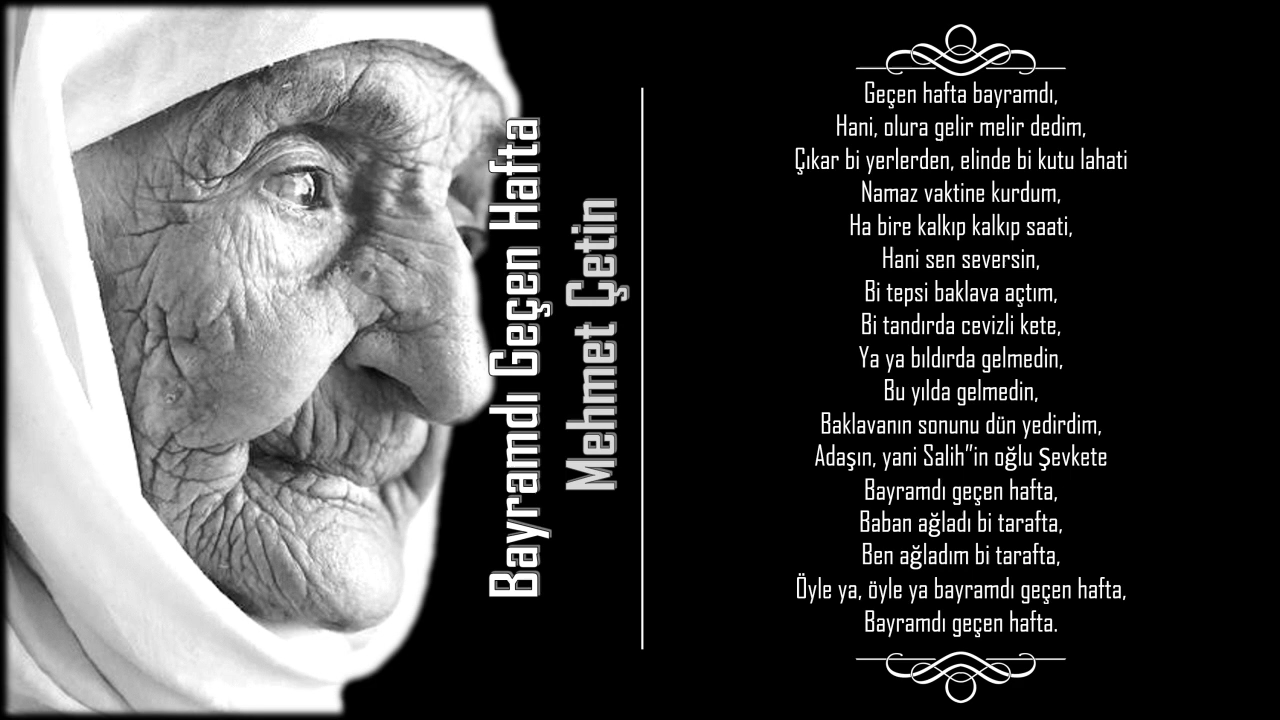 Bayramdı Geçen Hafta
Mehmet Çetin
Geçen hafta bayramdı,
Hani, olura gelir melir dedim,
Çıkar bi yerlerden, elinde bi kutu lahati
Namaz vaktine kurdum,
Ha bire kalkıp kalkıp saati,
Hani sen seversin,
Bi tepsi baklava açtım,
Bi tandırda cevizli kete,
Ya ya bıldırda gelmedin,
Bu yılda gelmedin,
Baklavanın sonunu dün yedirdim,
Adaşın, yani Salih"in oğlu Şevkete
Bayramdı geçen hafta,
Baban ağladı bi tarafta,
Ben ağladım bi tarafta,
Öyle ya, öyle ya bayramdı geçen hafta,
Bayramdı geçen hafta.